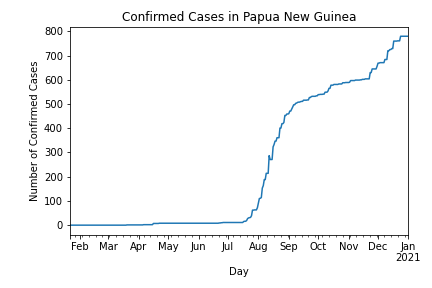 Confirmed Cases in Papua New Guinea
800
700
600
500
400
300
200
100
0
Number of Confirmed Cases
Feb Mar Apr May Jun Jul Aug Sep Oct Nov Dec Jan
2021
Day